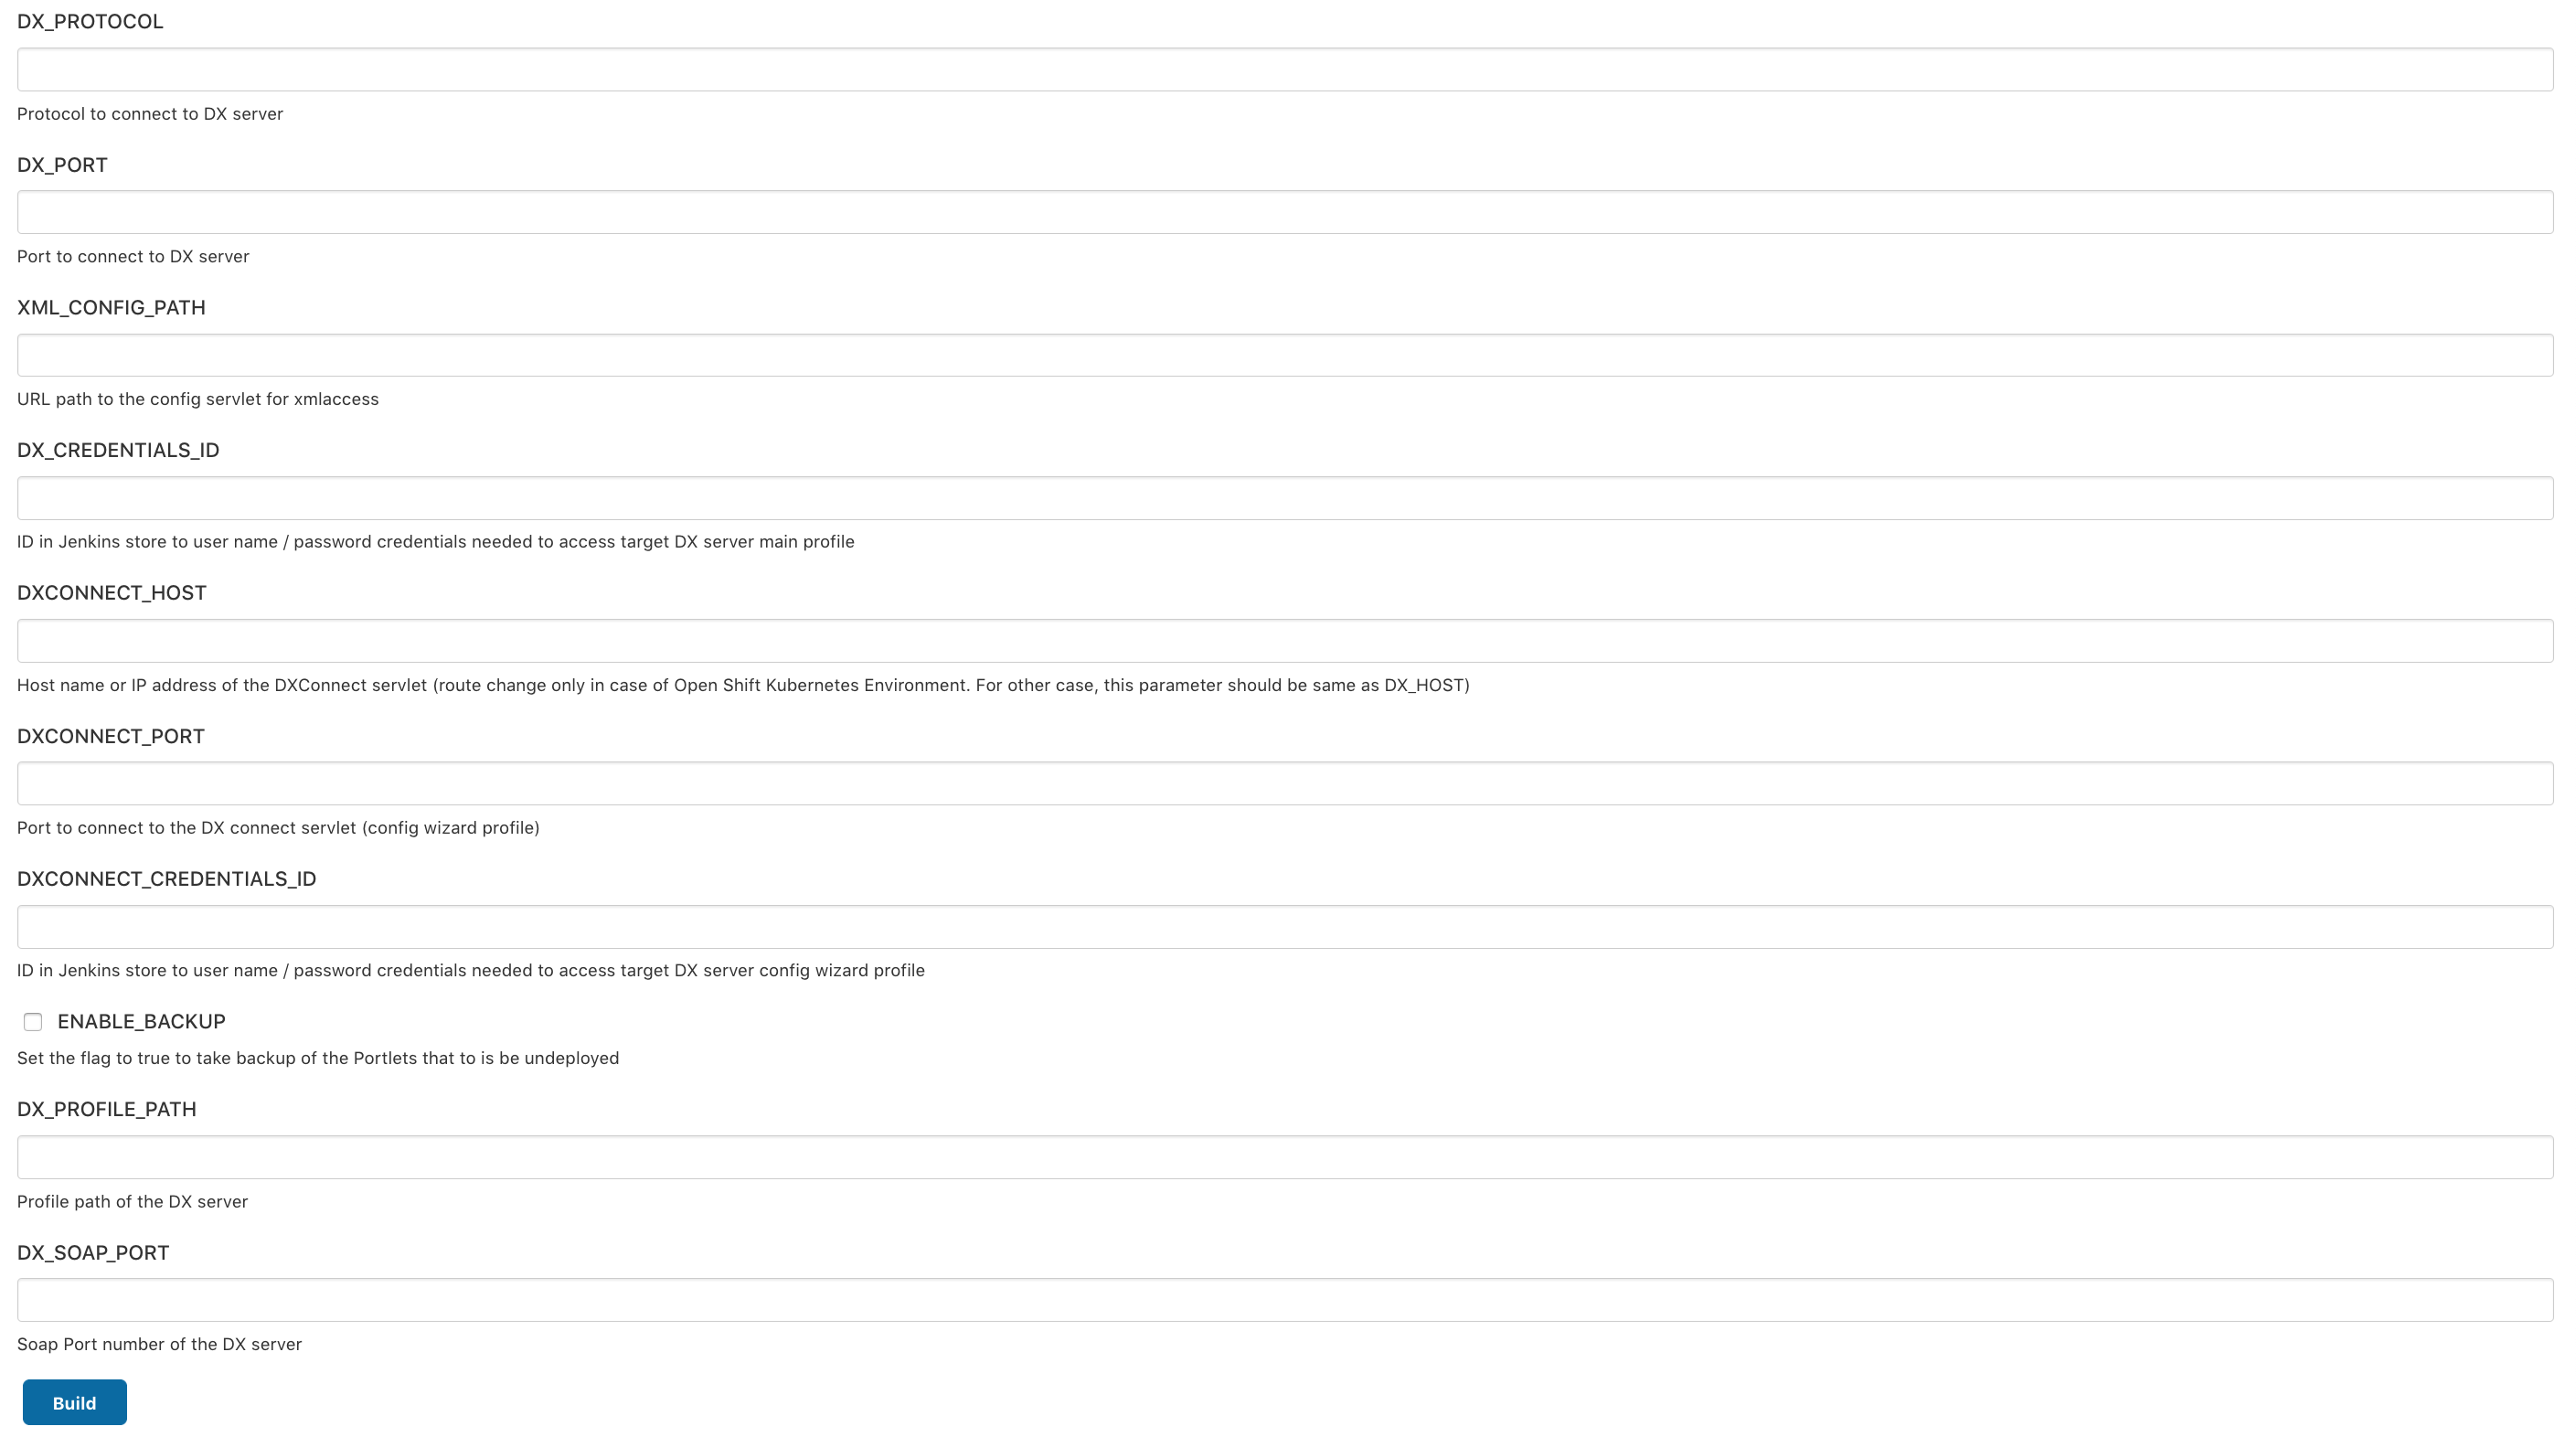 DX_PROTOCOL
Protocol to connect to DX server
DX_PORT
Port to connect to DX server
XML_CONFIG_PATH
URL path to the config servlet for xmlaccess
DX_CREDENTIALS_ID
ID in Jenkins store to user name / password credentials needed to access target DX server main profile
DXCONNECT_HOST
Host name or IP address of the DXConnect servlet (route change only in case of Open Shift Kubernetes Environment. For other case, this parameter should be same as DX_HOST)
DXCONNECT_PORT
Port to connect to the DX connect servlet (config wizard profile)
DXCONNECT_CREDENTIALS_ID
ID in Jenkins store to user name / password credentials needed to access target DX server config wizard profile
ENABLE_BACKUP
Set the flag to true to take backup of the Portlets that to is be undeployed
DX_PROFILE_PATH
Profile path of the DX server
DX_SOAP_PORT
Soap Port number of the DX server
Build